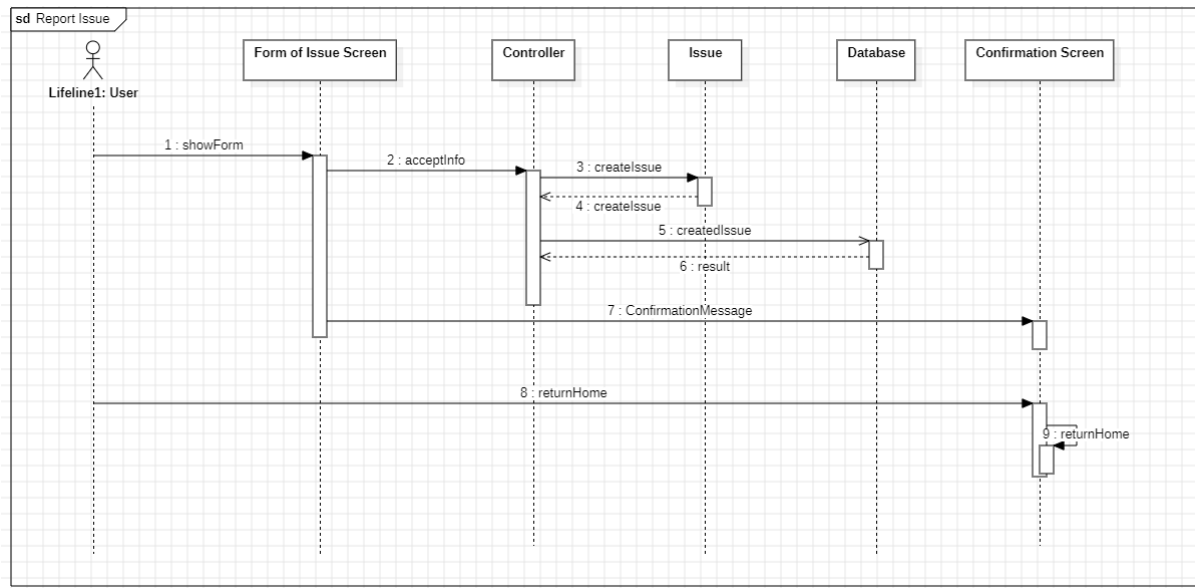 sd Report Issue
Lifeline1: User
Form of Issue Screen
Controller
Issue
Database
Confirmation Screen
1 : showForm
2 : acceptInfo
3 : createIssue
4 : createIssue
5 : createdIssue
6 : result
7 : ConfirmationMessage
8 : returnHome
9 : returnHome